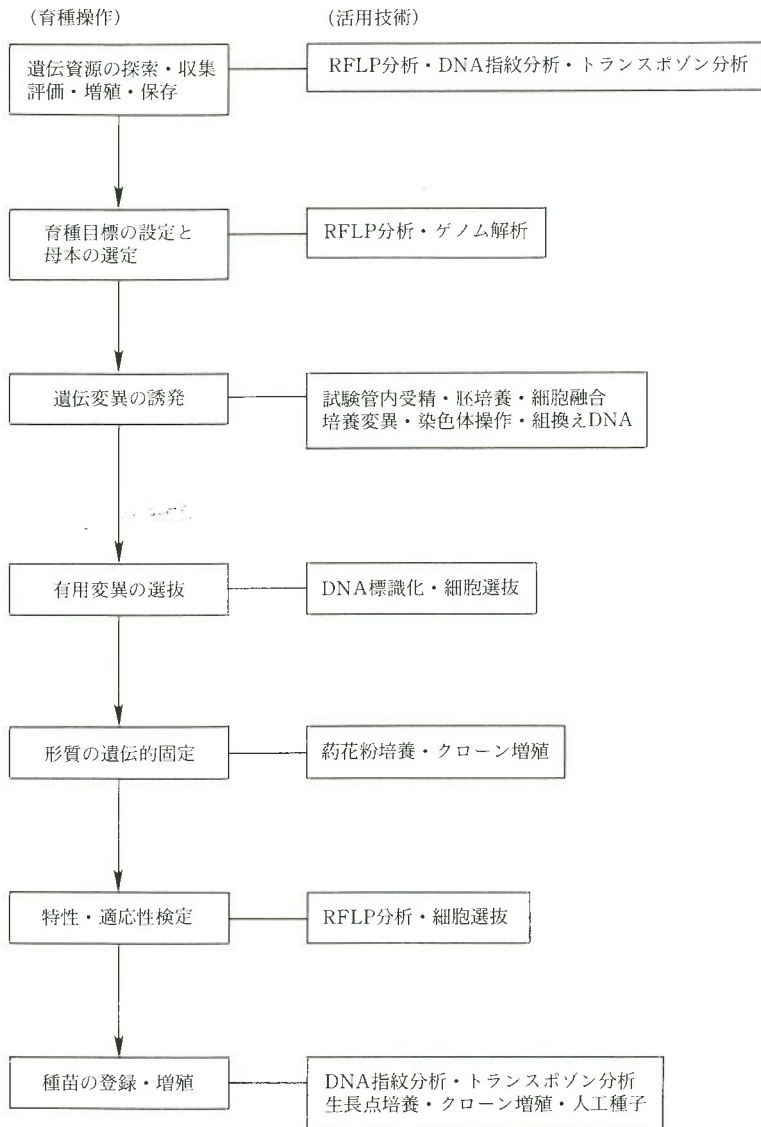 (育種操作)
(活用技術)
遺伝資源の探索・収集
評価・増殖・保存
RFLP分析・DNA指紋分析・トランスポゾン分析
育種目標の設定と
母本の選定
RFLP分析・ゲノム解析
遺伝変異の誘発
試験管内受精・胚培養・細胞融合
培養変異・染色体操作・組換えDNA
有用変異の選抜
DNA標識化・細胞選抜
形質の遺伝的固定
葯花粉培養・クローン増殖
特性・適応性検定
RFLP分析・細胞選抜
種苗の登録・増殖
DNA指紋分析・トランスポゾン分析
生長点培養・クローン増殖・人工種子